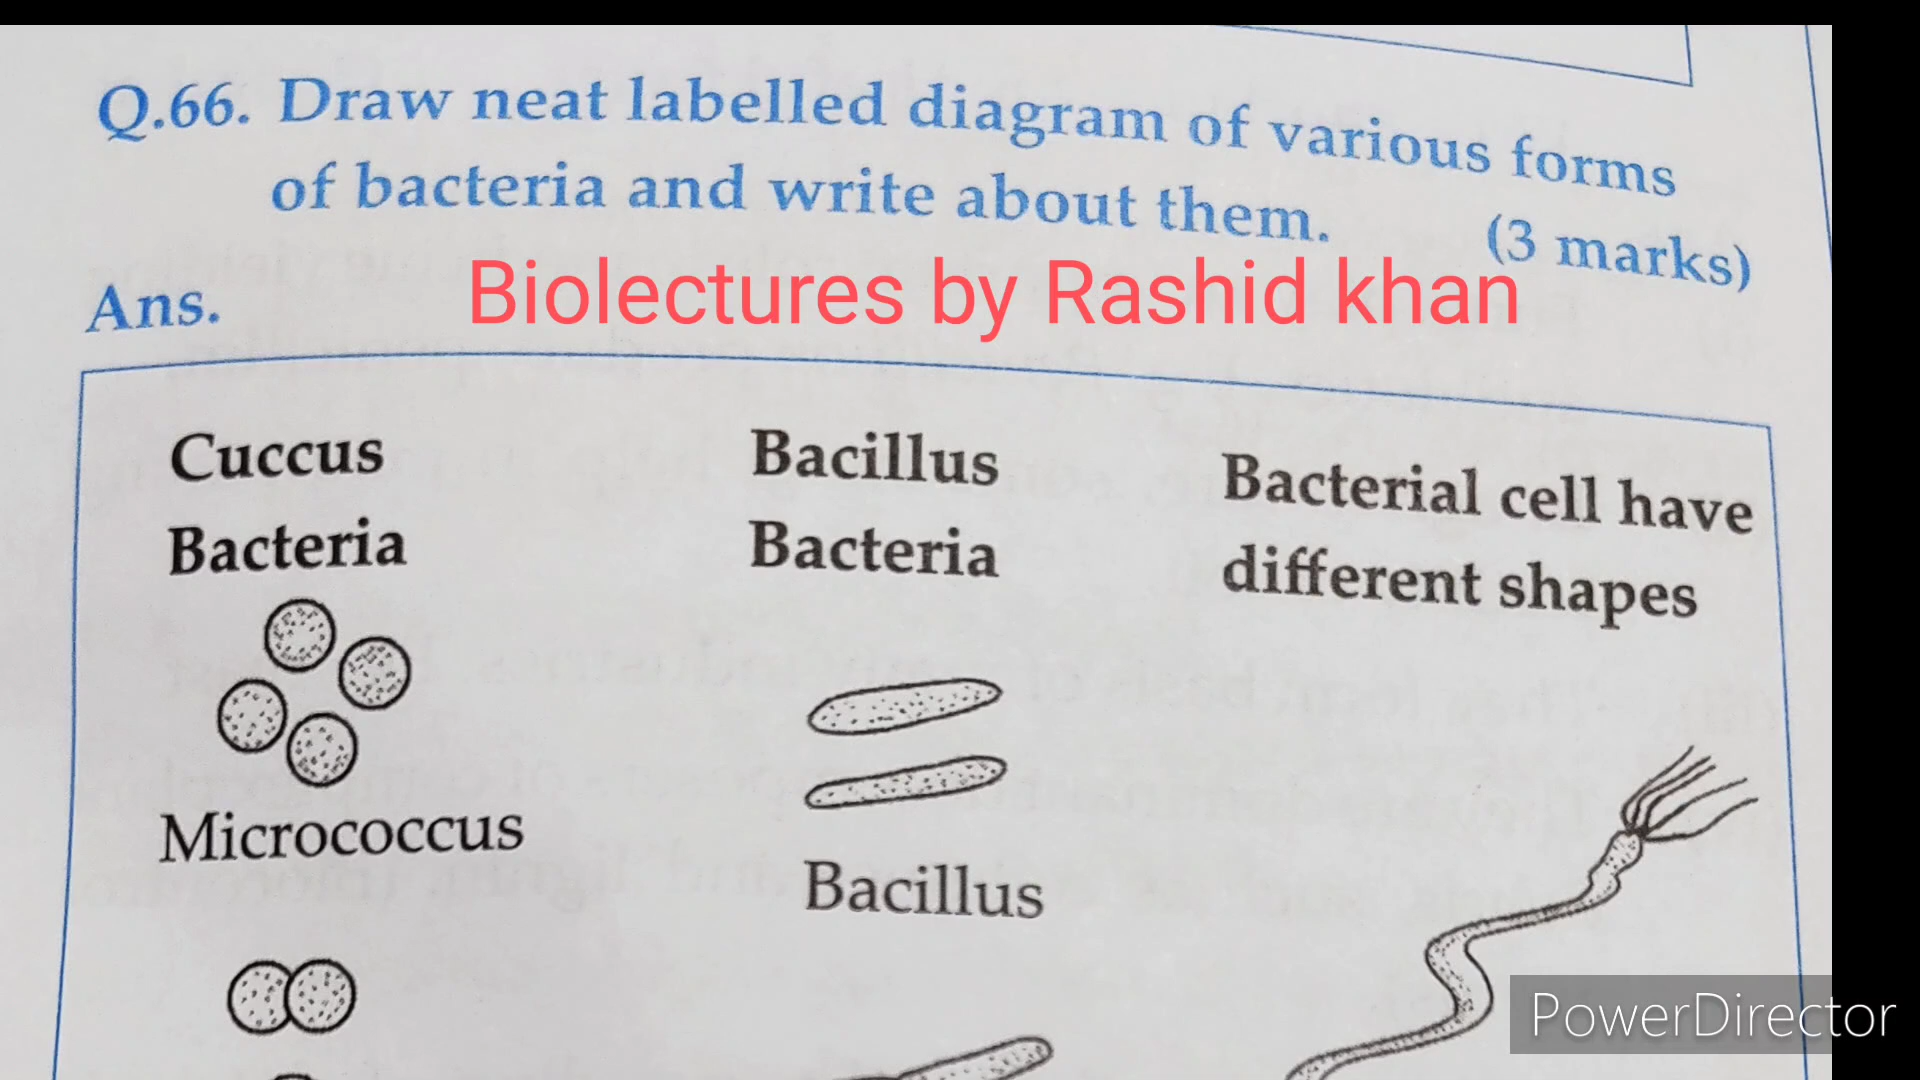 Q.66. Draw neat labelled diagram of various forms
of bacteria and write about them. (3 marks)
Biolectures by Rashid khan
Ans.
Cuccus
Bacteria
Bacillus
Bacteria
Bacterial cell have
different shapes
Micrococcus
Bacillus
PowerDirector